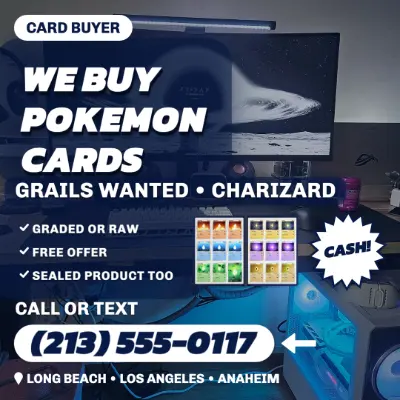 CARD BUYER
WE BUY
POKEMON
CARDS
GRAILS WANTED • CHARIZARD
GRADED OR RAW
FREE OFFER
SEALED PRODUCT TOO
CASH!
CALL OR TEXT
(213) 555-0117
LONG BEACH • LOS ANGELES • ANAHEIM